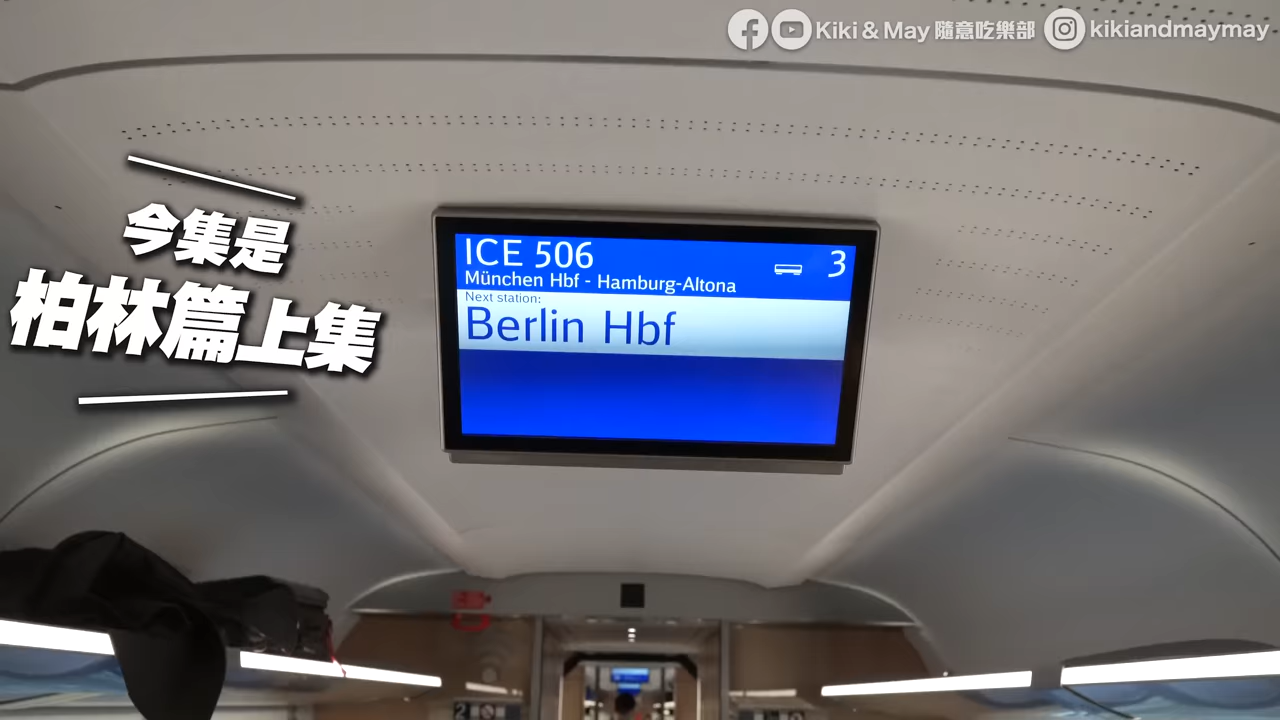 Kiki & May 隨意吃樂部 kikiandmaymay
今集是
柏林篇上集
ICE 506 3
München Hbf - Hamburg-Altona
Next station:
Berlin Hbf
2